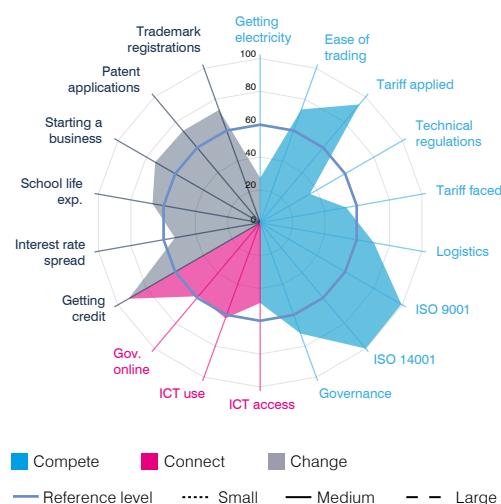 Getting
electricity
Ease of
trading
Tariff applied
Technical
regulations
Tariff faced
Logistics
ISO 9001
ISO 14001
Governance
ICT access
ICT use
Gov.
online
Getting
credit
Interest rate
spread
School life
exp.
Starting a
business
Patent
applications
Trademark
registrations
100
80
60
40
20
0
Compete
Connect
Change
Reference level
Small
Medium
Large